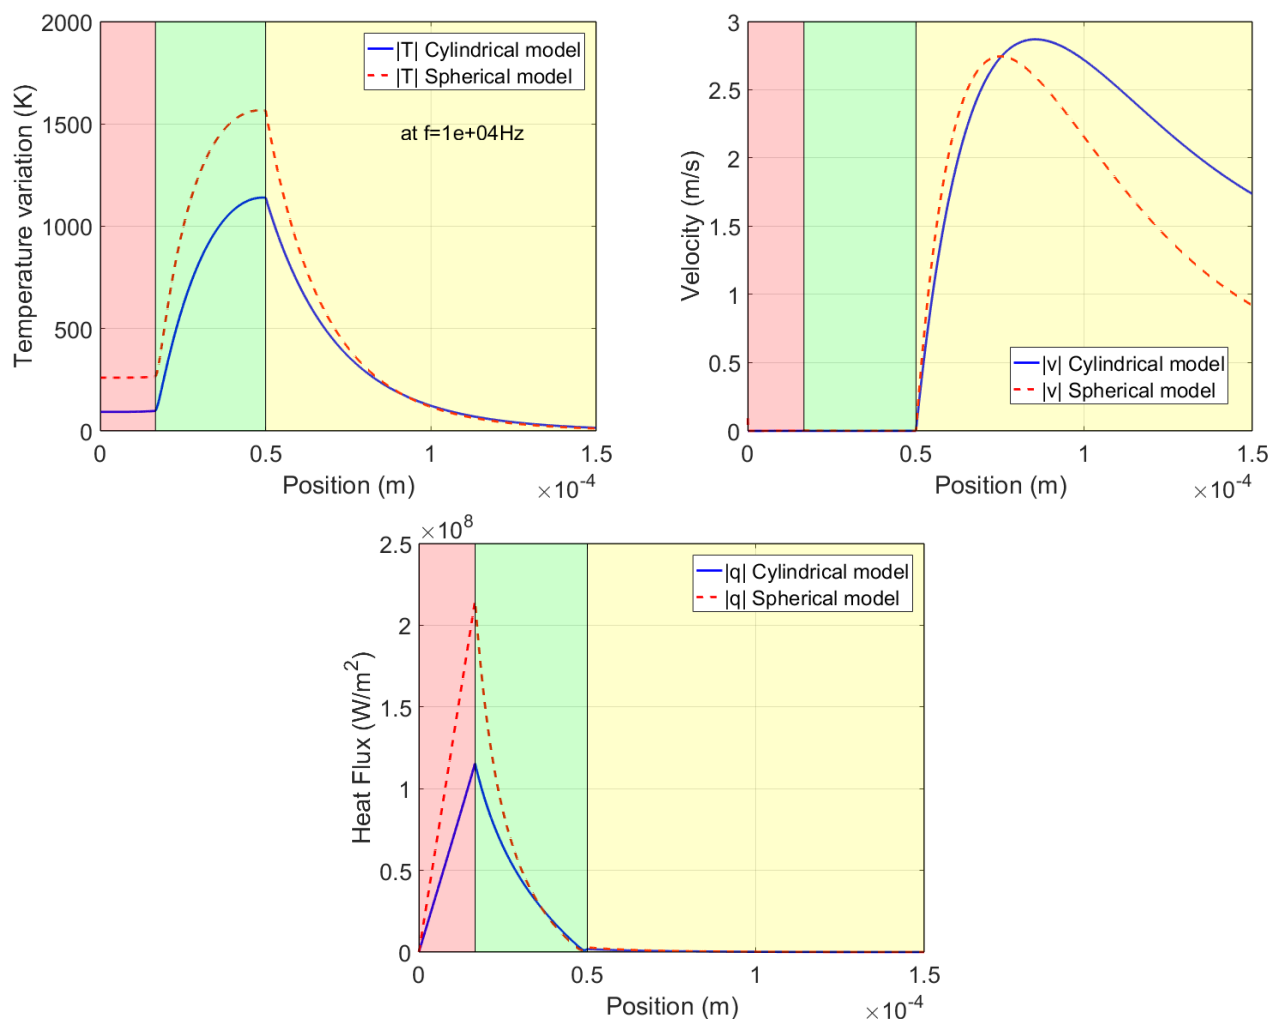 2000
1500
1000
500
0
Temperature variation (K)
|T| Cylindrical model
|T| Spherical model
at f=1e+04Hz
0
0.5
1
1.5
Position (m)
×10-4
3
2.5
2
1.5
1
0.5
0
Velocity (m/s)
|v| Cylindrical model
|v| Spherical model
0
0.5
1
1.5
Position (m)
×10-4
×10⁸
2.5
2
1.5
1
0.5
0
Heat Flux (W/m²)
|q| Cylindrical model
|q| Spherical model
0
0.5
1
1.5
Position (m)
×10-4